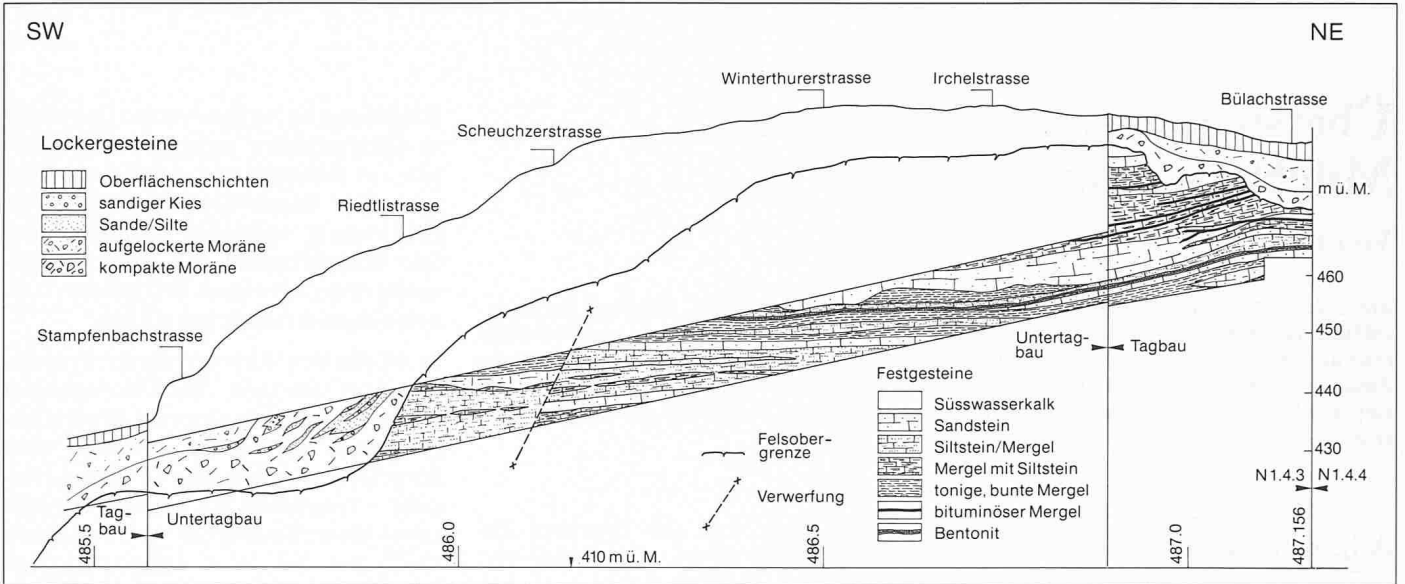 SW
NE
Winterthurerstrasse
Irchelstrasse
Bülachstrasse
Scheuchzerstrasse
Lockergesteine
Oberflächenschichten
sandiger Kies
Sande/Silte
aufgelockerte Moräne
kompakte Moräne
Riedtlistrasse
m ü. M.
460
450
440
430
Stampfenbachstrasse
Untertag-
bau
Tagbau
Festgesteine
Süsswasserkalk
Sandstein
Siltstein/Mergel
Mergel mit Siltstein
tonige, bunte Mergel
bituminöser Mergel
Bentonit
Felsober-
grenze
Verwerfung
N 1.4.3
N 1.4.4
Tag-
bau
Untertagbau
485.5
486.0
410 m ü. M.
486.5
487.0
487.156